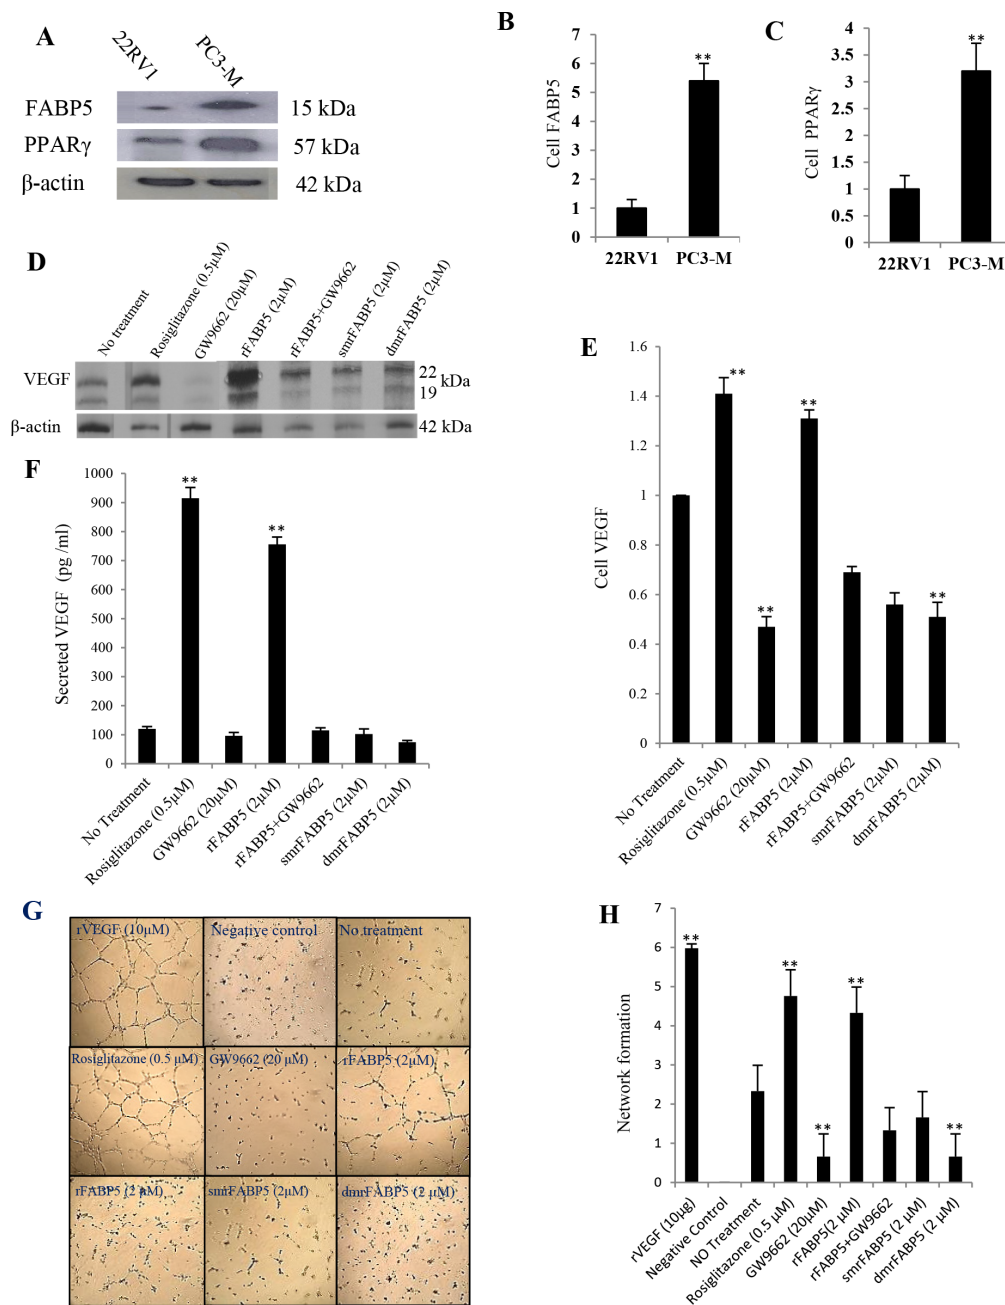 A
22RV1
PC3-M
FABP5
15 kDa
PPARγ
57 kDa
β-actin
42 kDa
B
Cell FABP5
7
6
5
4
3
2
1
0
**
22RV1
PC3-M
C
Cell PPARγ
4
3.5
3
2.5
2
1.5
1
0.5
0
**
22RV1
PC3-M
D
No treatment
Rosiglitazone (0.5μM)
GW9662 (20μM)
rFABP5 (2μM)
rFABP5+GW9662
smrFABP5 (2μM)
dmrFABP5 (2μM)
VEGF
22
kDa
19
β-actin
42 kDa
E
Cell VEGF
1.6
1.4
1.2
1
0.8
0.6
0.4
0.2
0
**
**
**
**
No Treatment
Rosiglitazone (0.5μM)
GW9662 (20μM)
rFABP5 (2μM)
rFABP5+GW9662
smrFABP5 (2μM)
dmrFABP5 (2μM)
F
Secreted VEGF (pg /ml)
1000
900
800
700
600
500
400
300
200
100
0
**
**
No Treatment
Rosiglitazone (0.5μM)
GW9662 (20μM)
rFABP5 (2μM)
rFABP5+GW9662
smrFABP5 (2μM)
dmrFABP5 (2μM)
G
rVEGF (10μM)
Negative control
No treatment
Rosiglitazone (0.5 μM)
GW9662 (20 μM)
rFABP5 (2μM)
rFABP5 (2 μM)
smrFABP5 (2μM)
dmrFABP5 (2 μM)
H
Network formation
7
6
5
4
3
2
1
0
**
**
**
**
**
rVEGF (10μg)
Negative Control
NO Treatment
Rosiglitazone (0.5 μM)
GW9662 (20μM)
rFABP5(2 μM)
rFABP5+GW9662
smrFABP5 (2 μM)
dmrFABP5 (2 μM)